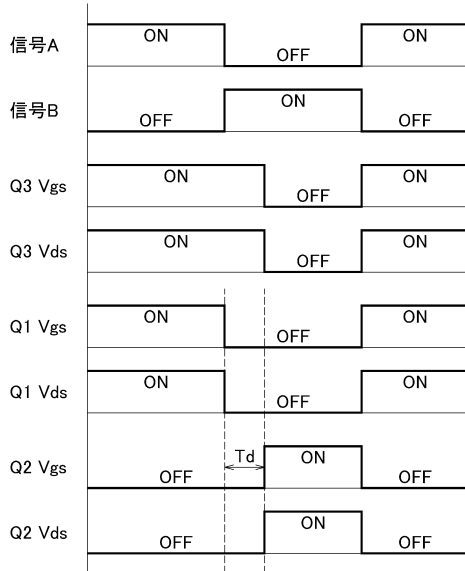 信号A ON OFF ON
信号B OFF ON OFF
Q3 Vgs ON OFF ON
Q3 Vds ON OFF ON
Q1 Vgs ON OFF ON
Q1 Vds ON OFF ON
Td
Q2 Vgs OFF ON OFF
Q2 Vds OFF ON OFF